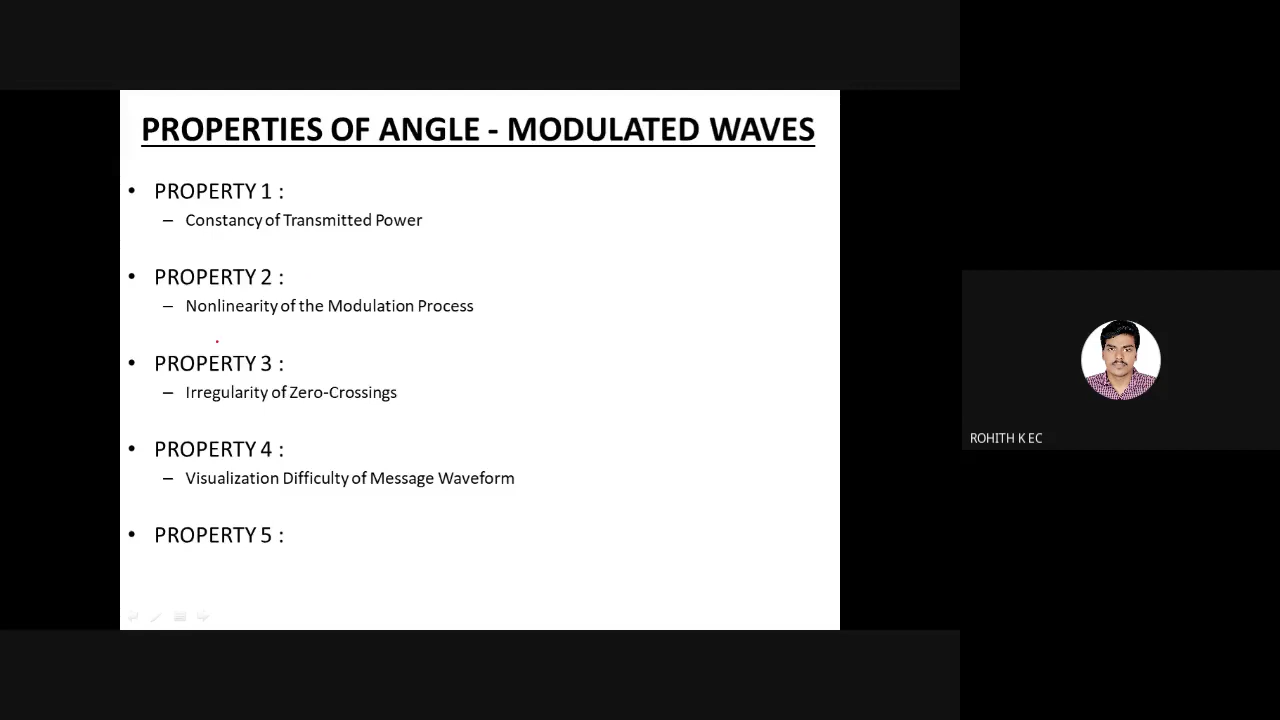 PROPERTIES OF ANGLE - MODULATED WAVES
• PROPERTY 1 :
– Constancy of Transmitted Power
• PROPERTY 2 :
– Nonlinearity of the Modulation Process
• PROPERTY 3 :
– Irregularity of Zero-Crossings
• PROPERTY 4 :
– Visualization Difficulty of Message Waveform
• PROPERTY 5 :
ROHITH K EC